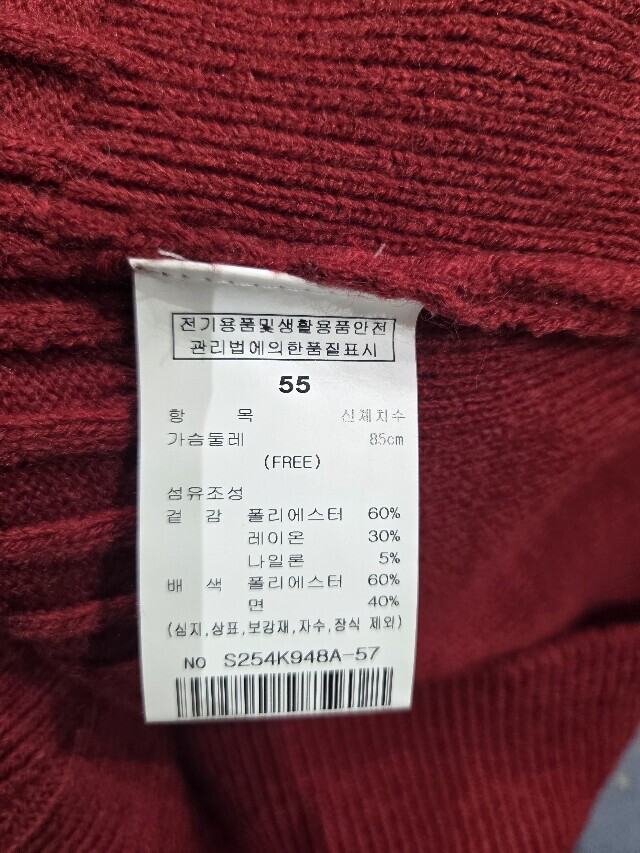 전기용품및생활용품안전
관리법에의한품질표시
55
항 목 신체치수
가슴둘레 85cm
(FREE)
섬유조성
겉 감 폴리에스터 60%
레이온 30%
나일론 5%
배 색 폴리에스터 60%
면 40%
(심지,상표,보강재,자수,장식 제외)
NO S254K948A-57